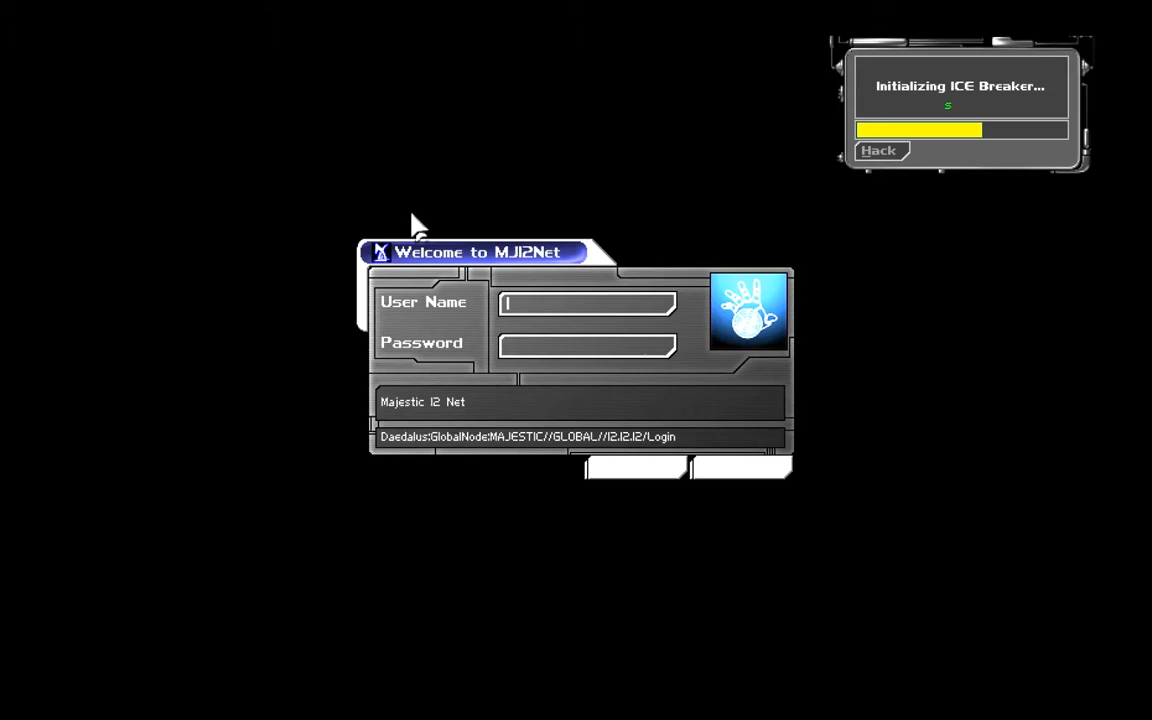 Initializing ICE Breaker...
s
Hack
Welcome to MJ12Net
User Name
Password
Majestic 12 Net
Daedalus:GlobalNode:MAJESTIC//GLOBAL//12.12.12/Login